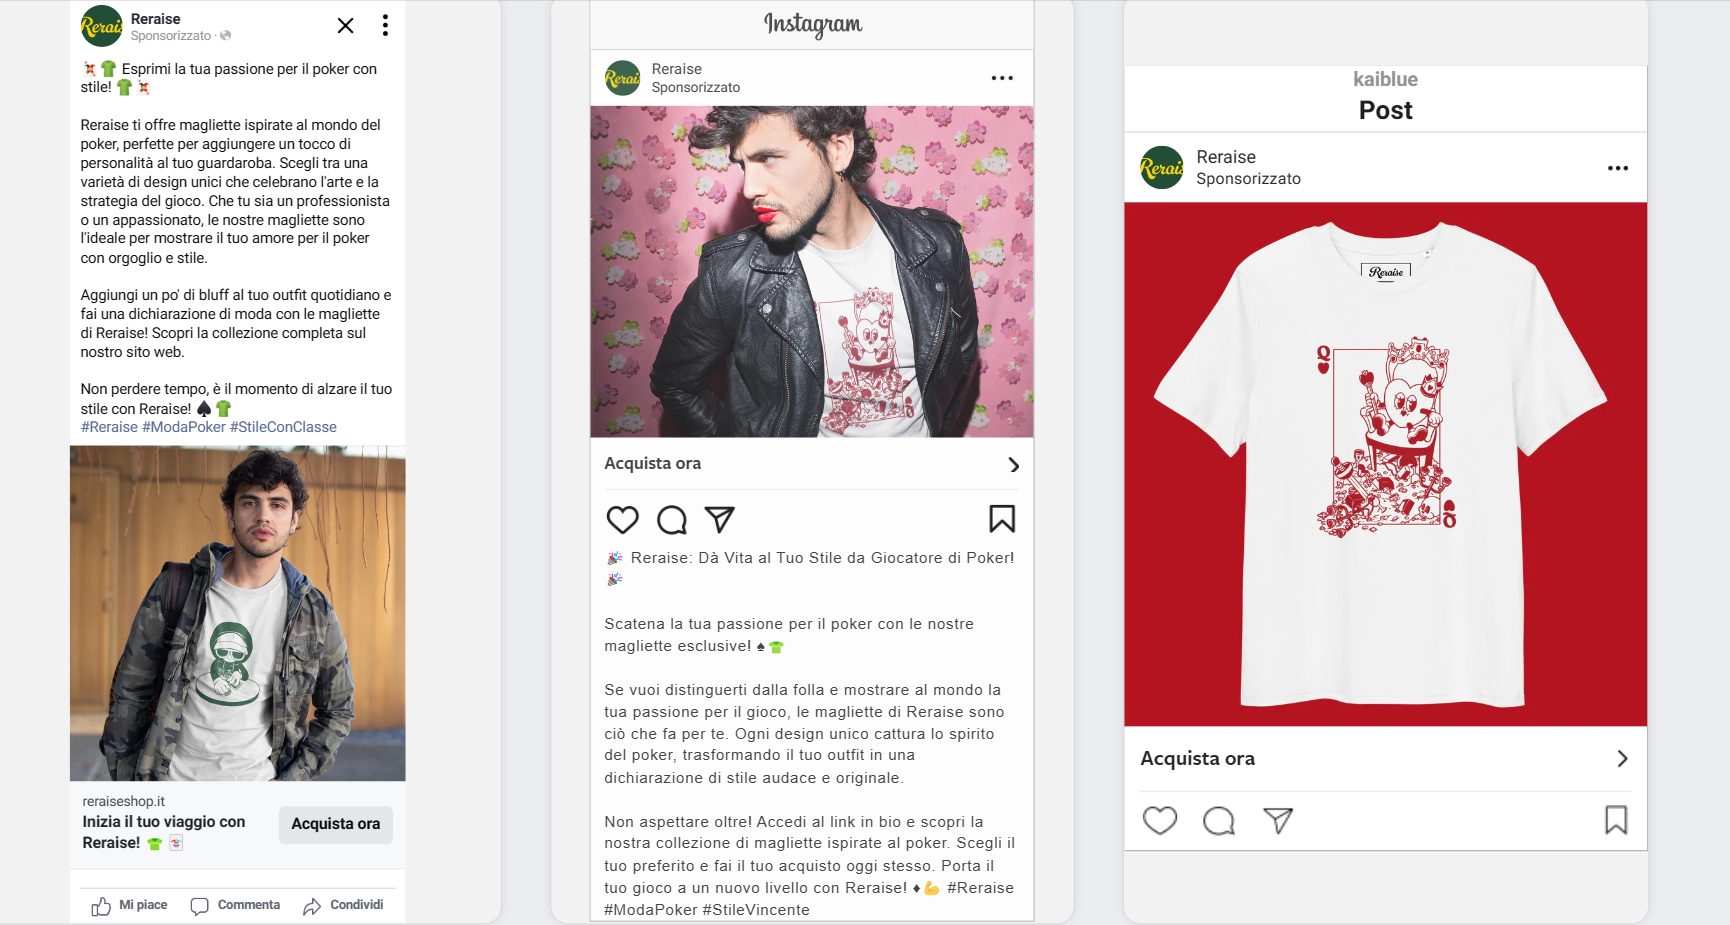 Reraise
Sponsorizzato ·
Esprimi la tua passione per il poker con
stile!
Reraise ti offre magliette ispirate al mondo del
poker, perfette per aggiungere un tocco di
personalità al tuo guardaroba. Scegli tra una
varietà di design unici che celebrano l'arte e la
strategia del gioco. Che tu sia un professionista
o un appassionato, le nostre magliette sono
l'ideale per mostrare il tuo amore per il poker
con orgoglio e stile.
Aggiungi un po' di bluff al tuo outfit quotidiano e
fai una dichiarazione di moda con le magliette
di Reraise! Scopri la collezione completa sul
nostro sito web.
Non perdere tempo, è il momento di alzare il tuo
stile con Reraise! ♠
#Reraise #ModaPoker #StileConClasse
reraiseshop.it
Inizia il tuo viaggio con
Reraise!
Acquista ora
Mi piace Commenta Condividi
Instagram
Reraise
Sponsorizzato
Acquista ora
Reraise: Dà Vita al Tuo Stile da Giocatore di Poker!
Scatena la tua passione per il poker con le nostre
magliette esclusive! ♠
Se vuoi distinguerti dalla folla e mostrare al mondo la
tua passione per il gioco, le magliette di Reraise sono
ciò che fa per te. Ogni design unico cattura lo spirito
del poker, trasformando il tuo outfit in una
dichiarazione di stile audace e originale.
Non aspettare oltre! Accedi al link in bio e scopri la
nostra collezione di magliette ispirate al poker. Scegli il
tuo preferito e fai il tuo acquisto oggi stesso. Porta il
tuo gioco a un nuovo livello con Reraise! ♦ #Reraise
#ModaPoker #StileVincente
kaiblue
Post
Reraise
Sponsorizzato
Reraise
Q
Q
Acquista ora